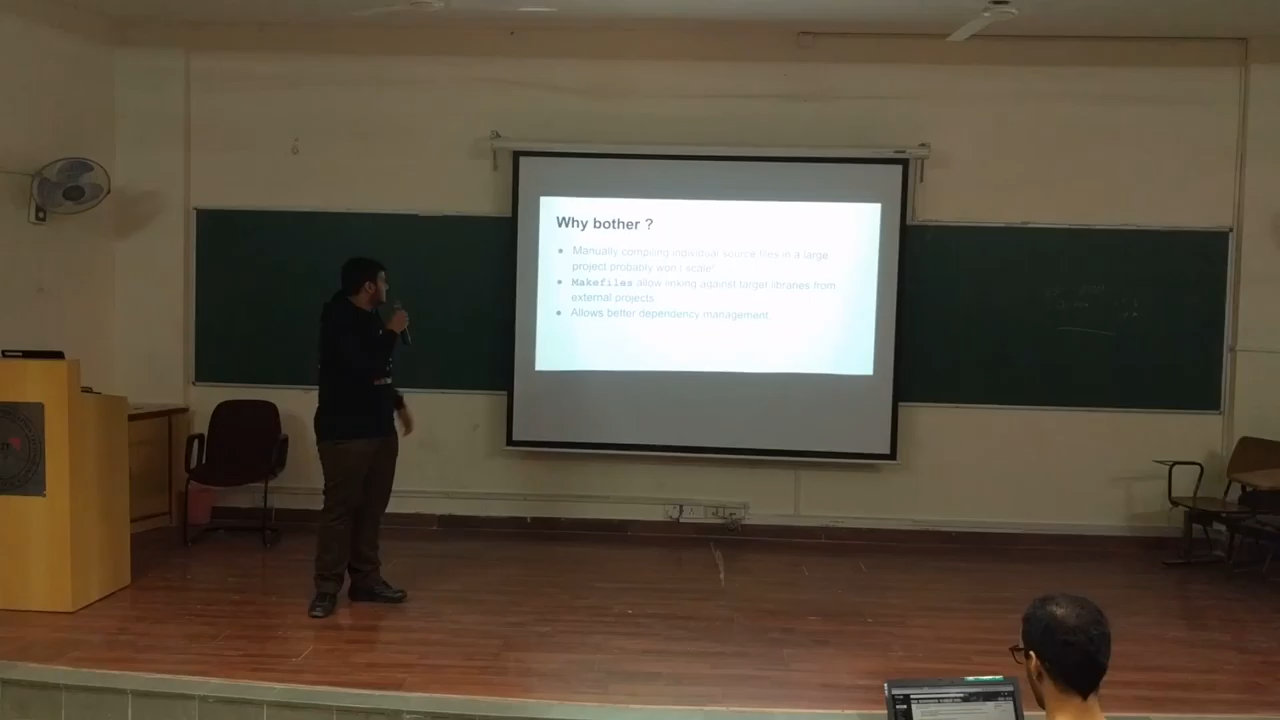 Why bother ?
● Manually compiling individual source files in a large
project probably won't scale!
● Makefiles allow linking against target libraries from
external projects
● Allows better dependency management.